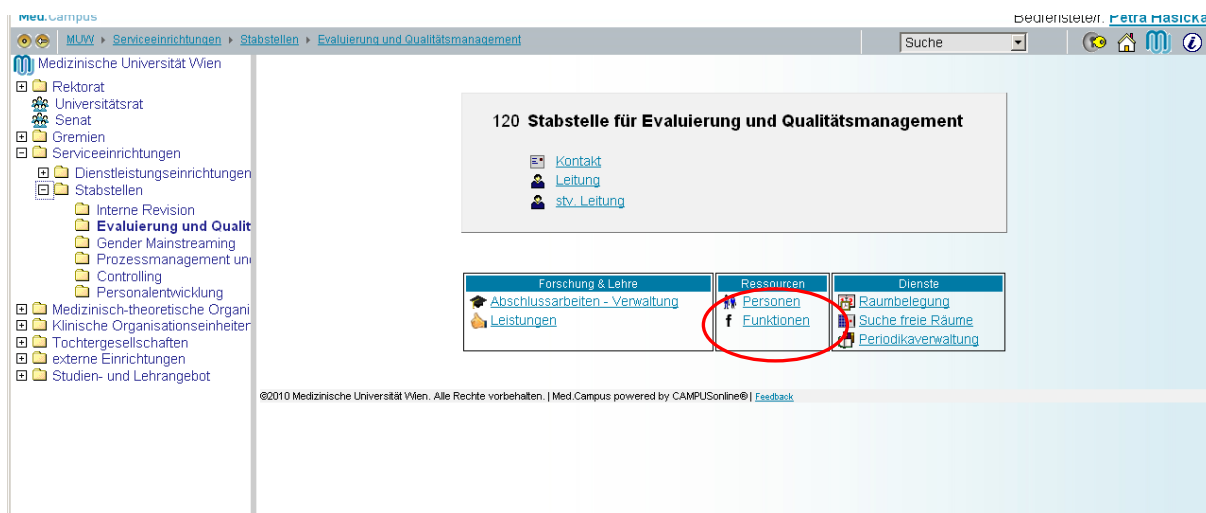 Med.Campus
Bedienstete/r: Petra Hasicka
MUW Serviceeinrichtungen Stabstellen Evaluierung und Qualitätsmanagement
Suche
Medizinische Universität Wien
Rektorat
Universitätsrat
Senat
Gremien
Serviceeinrichtungen
Dienstleistungseinrichtungen
Stabstellen
Interne Revision
Evaluierung und Qualit
Gender Mainstreaming
Prozessmanagement un
Controlling
Personalentwicklung
Medizinisch-theoretische Organi
Klinische Organisationseinheiten
Tochtergesellschaften
externe Einrichtungen
Studien- und Lehrangebot
120 Stabstelle für Evaluierung und Qualitätsmanagement
Kontakt
Leitung
stv. Leitung
Forschung & Lehre
Abschlussarbeiten - Verwaltung
Leistungen
Ressourcen
Personen
f Funktionen
Dienste
Raumbelegung
Suche freie Räume
Periodikaverwaltung
©2010 Medizinische Universität Wien. Alle Rechte vorbehalten. | Med.Campus powered by CAMPUSonline® | Feedback